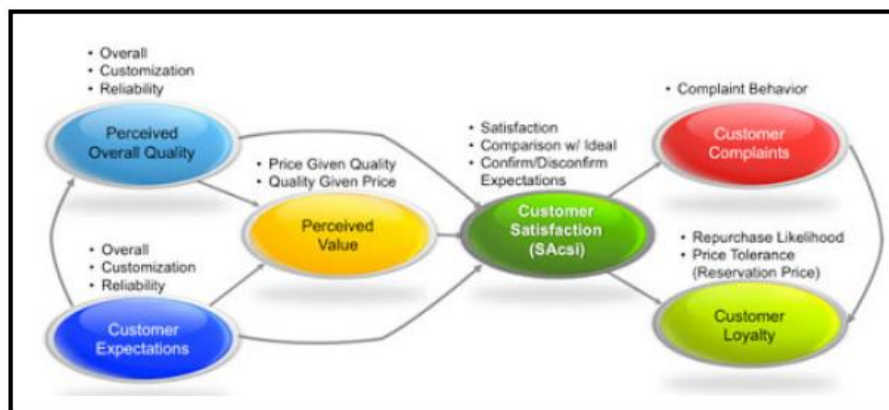 • Overall
• Customization
• Reliability
Perceived
Overall Quality
• Price Given Quality
• Quality Given Price
Perceived
Value
• Overall
• Customization
• Reliability
Customer
Expectations
• Satisfaction
• Comparison w/ Ideal
• Confirm/Disconfirm
Expectations
Customer
Satisfaction
(SAcsi)
• Complaint Behavior
Customer
Complaints
• Repurchase Likelihood
• Price Tolerance
(Reservation Price)
Customer
Loyalty